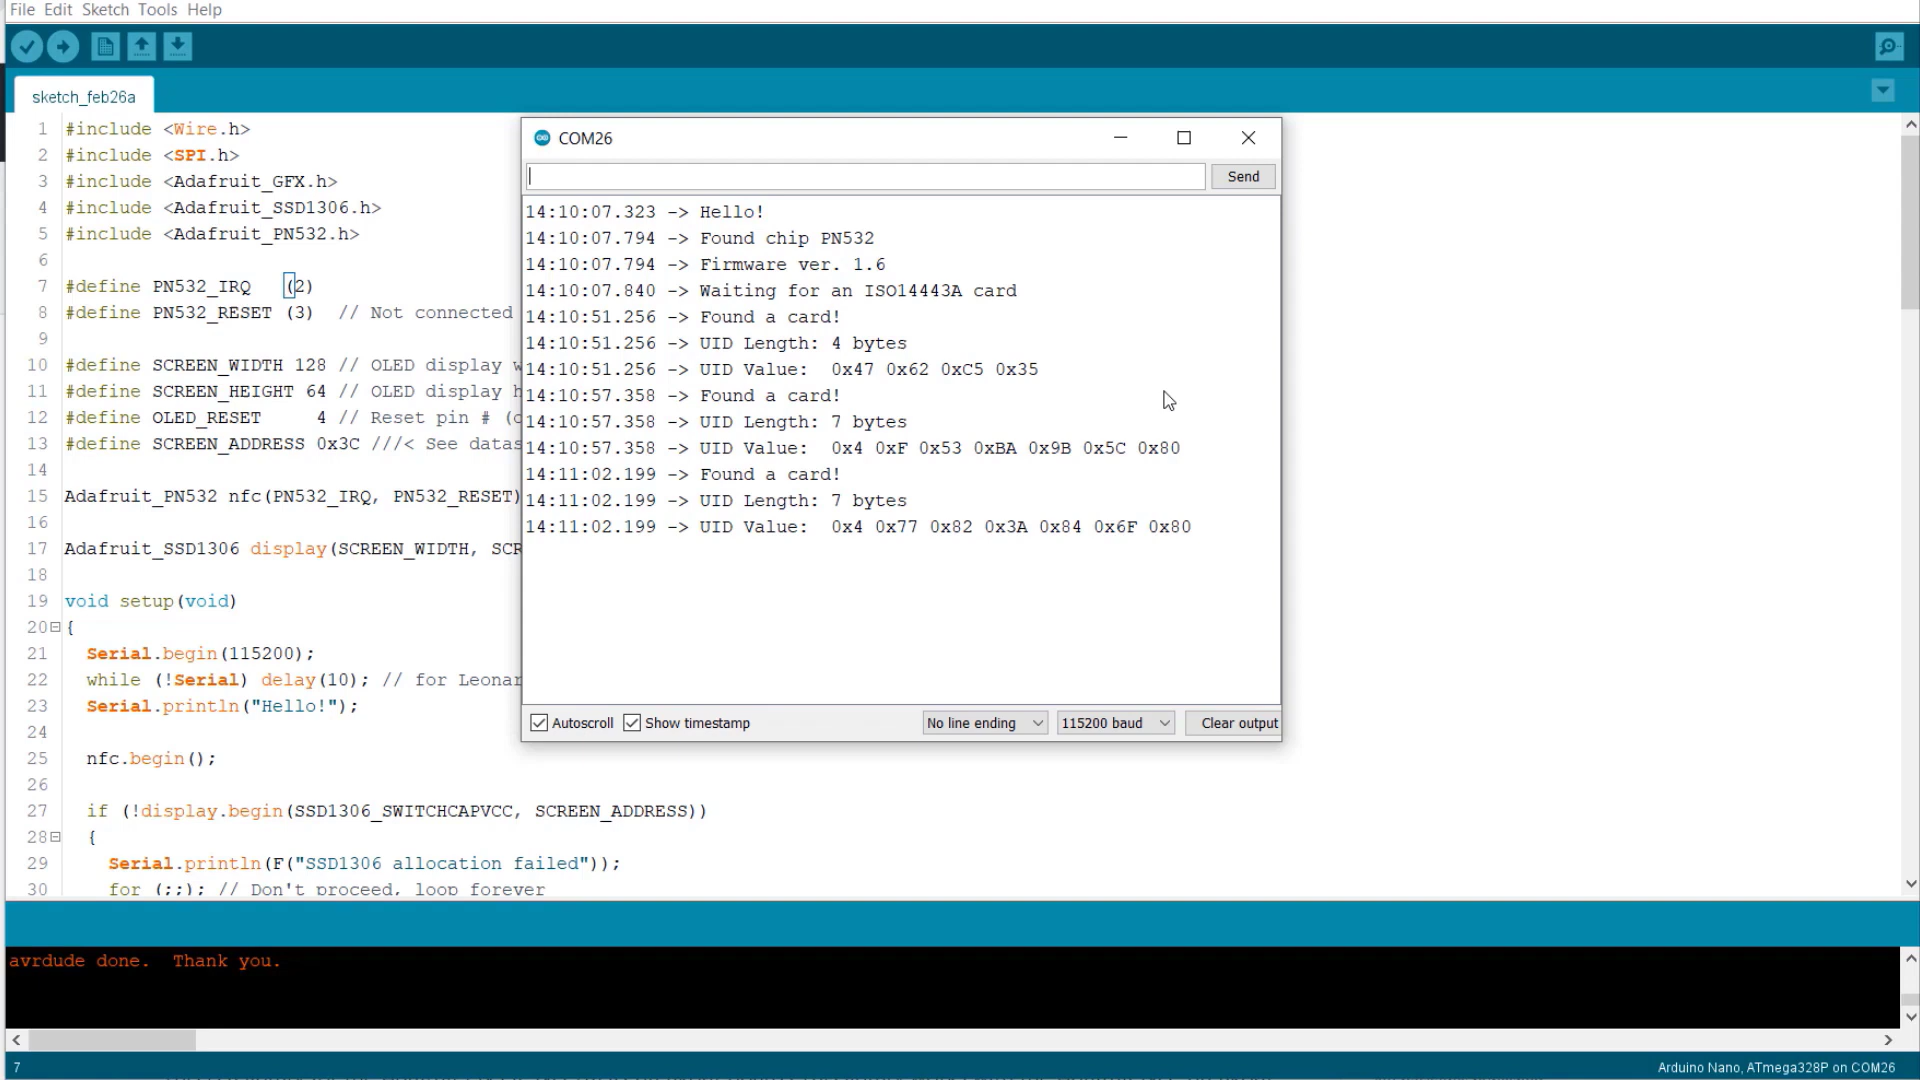 File Edit Sketch Tools Help
sketch_feb26a
1 #include <Wire.h>
2 #include <SPI.h>
3 #include <Adafruit_GFX.h>
4 #include <Adafruit_SSD1306.h>
5 #include <Adafruit_PN532.h>
6
7 #define PN532_IRQ   (2)
8 #define PN532_RESET (3)  // Not connected
9
10 #define SCREEN_WIDTH 128 // OLED display
11 #define SCREEN_HEIGHT 64 // OLED display
12 #define OLED_RESET     4 // Reset pin #
13 #define SCREEN_ADDRESS 0x3C ///< See datas
14
15 Adafruit_PN532 nfc(PN532_IRQ, PN532_RESET)
16
17 Adafruit_SSD1306 display(SCREEN_WIDTH, SCR
18
19 void setup(void)
20 {
21 Serial.begin(115200);
22 while (!Serial) delay(10); // for Leonar
23 Serial.println("Hello!");
24
25 nfc.begin();
26
27 if (!display.begin(SSD1306_SWITCHCAPVCC, SCREEN_ADDRESS))
28 {
29 Serial.println(F("SSD1306 allocation failed"));
30 for (;;); // Don't proceed, loop forever
COM26
Send
14:10:07.323 -> Hello!
14:10:07.794 -> Found chip PN532
14:10:07.794 -> Firmware ver. 1.6
14:10:07.840 -> Waiting for an ISO14443A card
14:10:51.256 -> Found a card!
14:10:51.256 -> UID Length: 4 bytes
14:10:51.256 -> UID Value:  0x47 0x62 0xC5 0x35
14:10:57.358 -> Found a card!
14:10:57.358 -> UID Length: 7 bytes
14:10:57.358 -> UID Value:  0x4 0xF 0x53 0xBA 0x9B 0x5C 0x80
14:11:02.199 -> Found a card!
14:11:02.199 -> UID Length: 7 bytes
14:11:02.199 -> UID Value:  0x4 0x77 0x82 0x3A 0x84 0x6F 0x80
Autoscroll Show timestamp No line ending 115200 baud Clear output
avrdude done.  Thank you.
7 Arduino Nano, ATmega328P on COM26